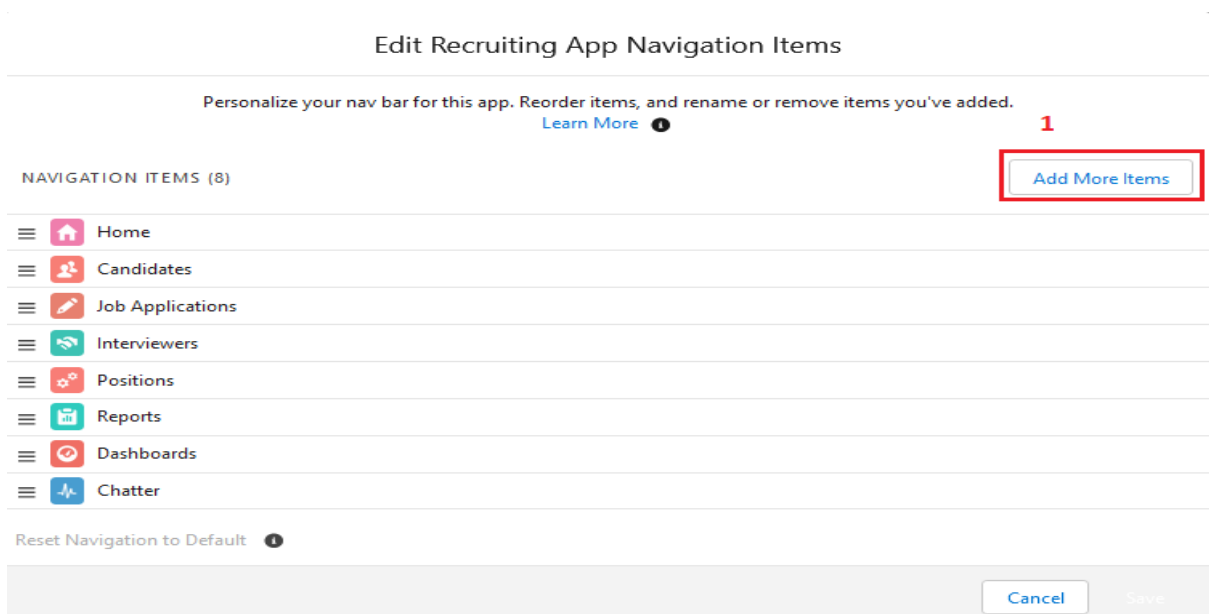 Edit Recruiting App Navigation Items
Personalize your nav bar for this app. Reorder items, and rename or remove items you've added.
Learn More
1
NAVIGATION ITEMS (8)
Add More Items
Home
Candidates
Job Applications
Interviewers
Positions
Reports
Dashboards
Chatter
Reset Navigation to Default
Cancel
Save